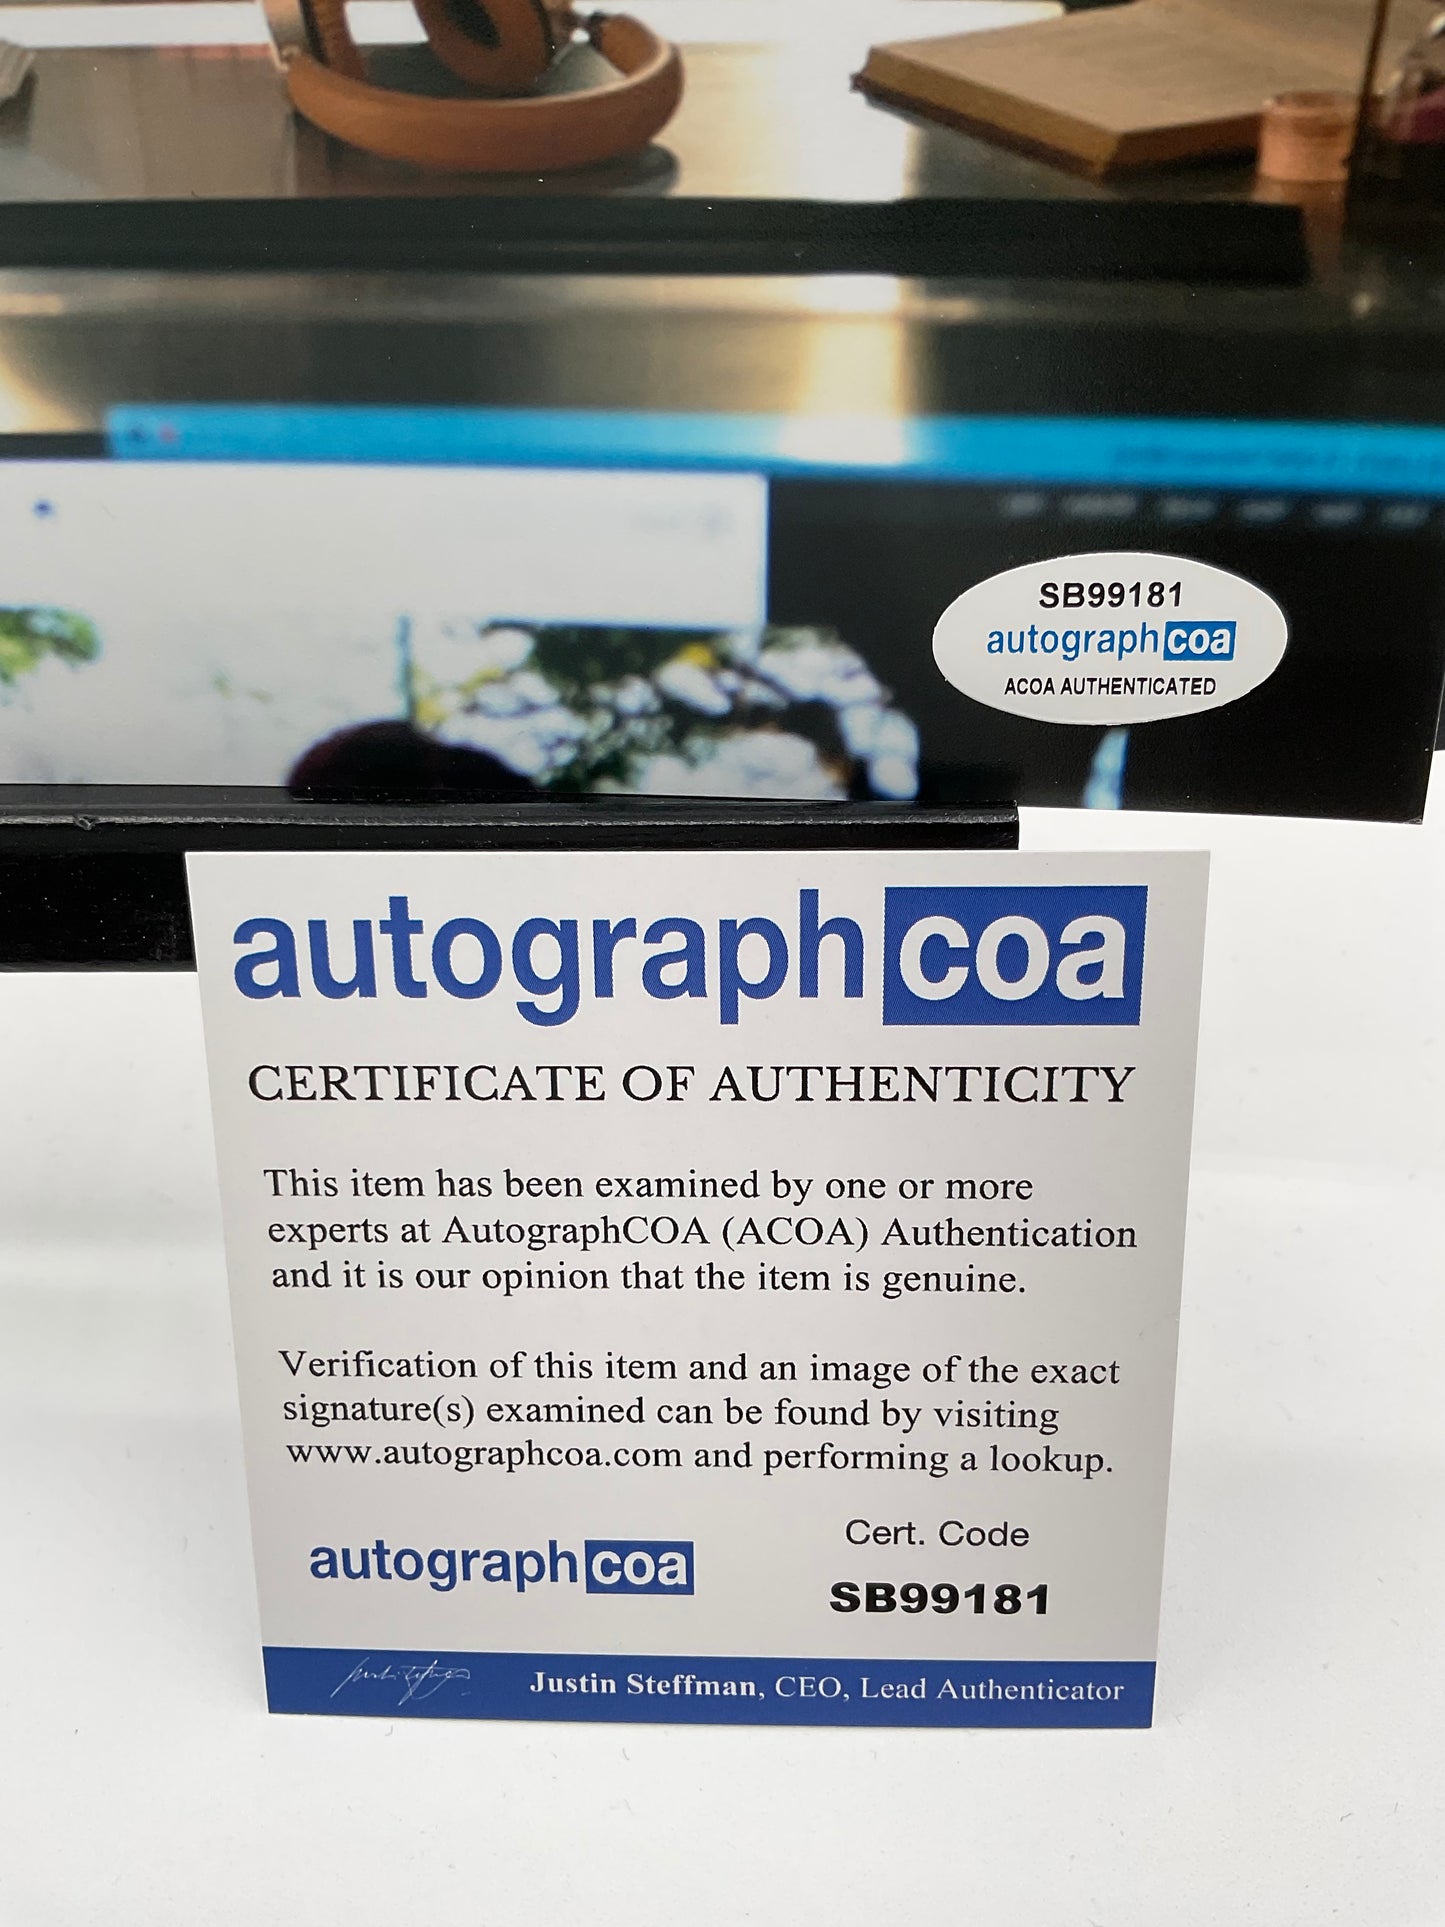 SB99181
autographcoa
ACOA AUTHENTICATED
autographcoa
CERTIFICATE OF AUTHENTICITY
This item has been examined by one or more
experts at AutographCOA (ACOA) Authentication
and it is our opinion that the item is genuine.
Verification of this item and an image of the exact
signature(s) examined can be found by visiting
www.autographcoa.com and performing a lookup.
Cert. Code
autographcoa
SB99181
Justin Steffman, CEO, Lead Authenticator